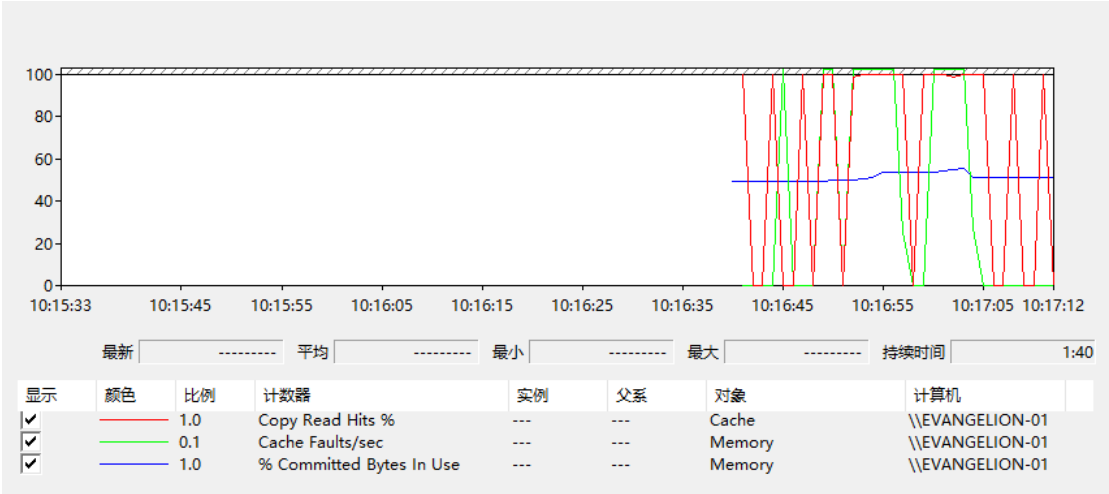 100
80
60
40
20
0
10:15:33 10:15:45 10:15:55 10:16:05 10:16:15 10:16:25 10:16:35 10:16:45 10:16:55 10:17:05 10:17:12
最新 --------- 平均 --------- 最小 --------- 最大 --------- 持续时间 1:40
显示 颜色 比例 计数器 实例 父系 对象 计算机
1.0 Copy Read Hits % --- --- Cache \\EVANGELION-01
0.1 Cache Faults/sec --- --- Memory \\EVANGELION-01
1.0 % Committed Bytes In Use --- --- Memory \\EVANGELION-01